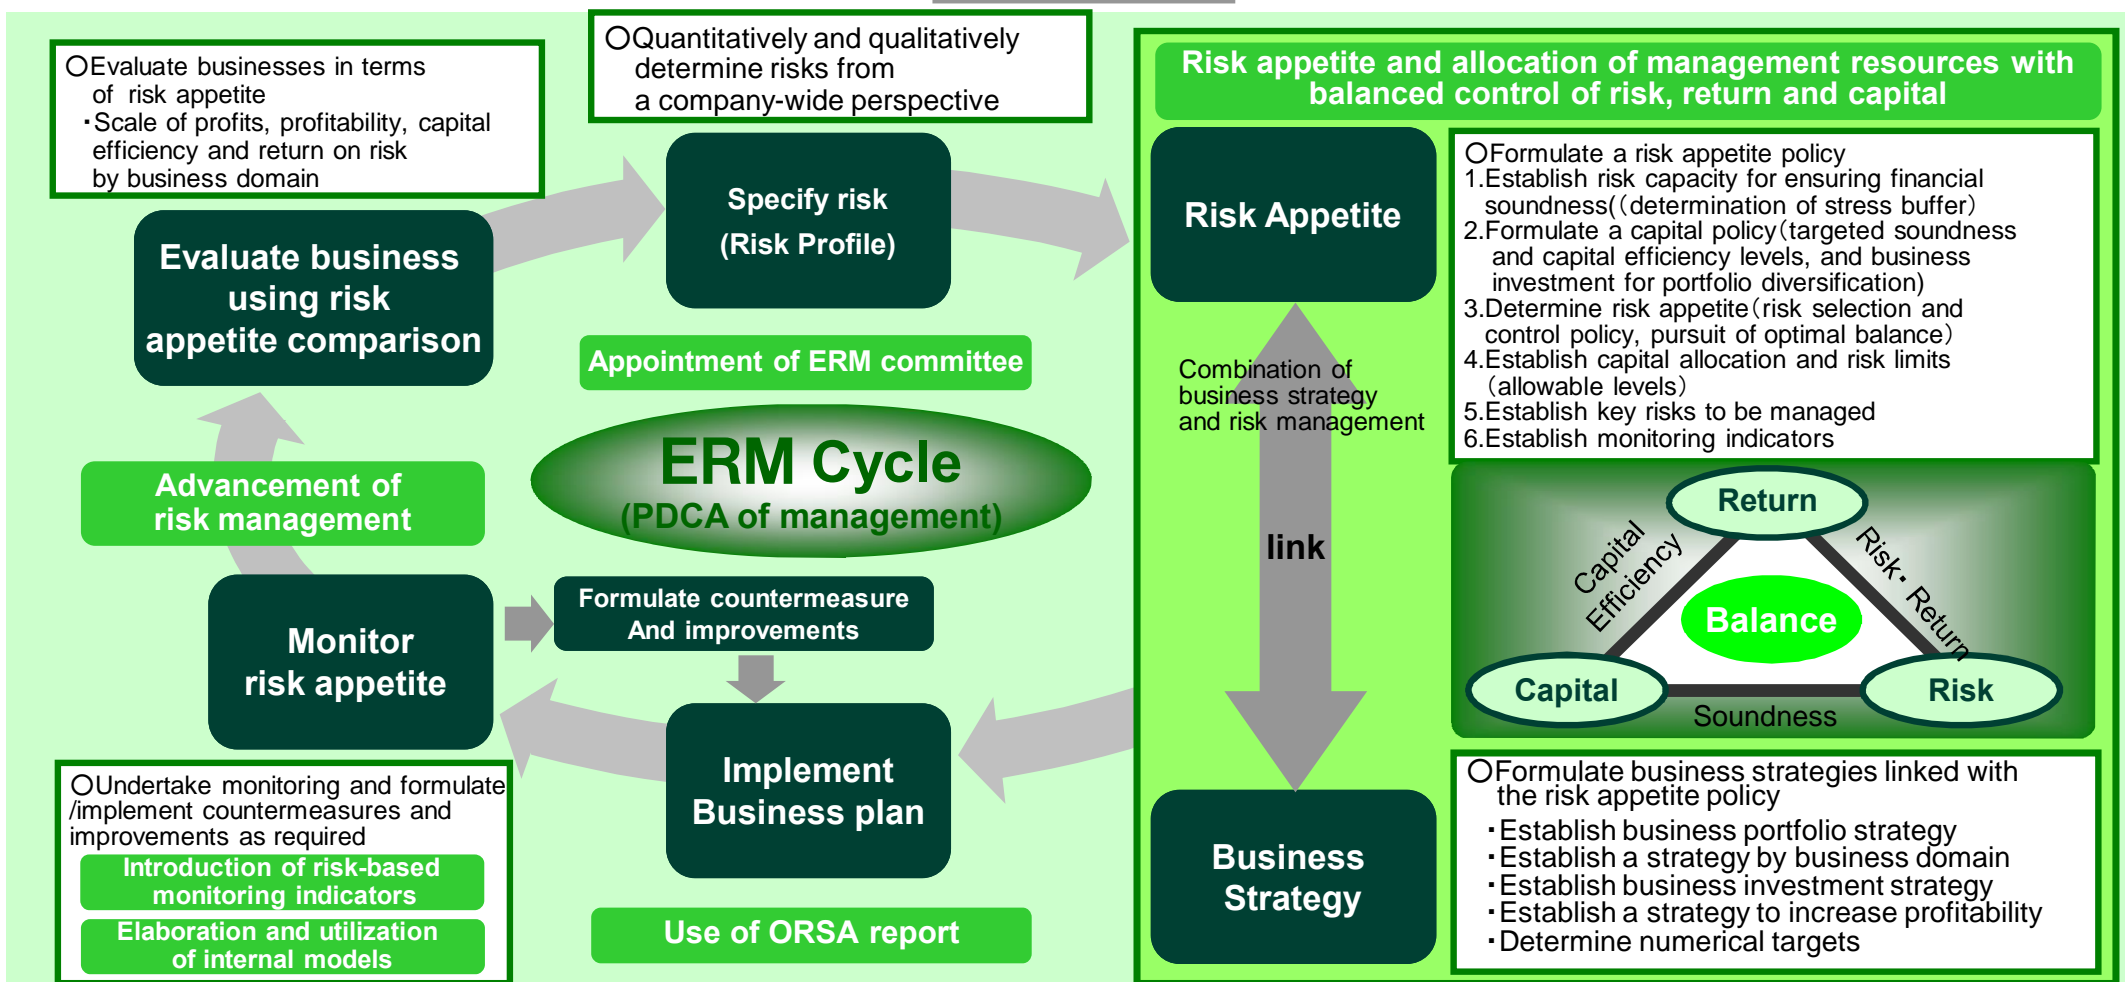 ○Evaluate businesses in terms
of risk appetite
・Scale of profits, profitability, capital
efficiency and return on risk
by business domain
○Quantitatively and qualitatively
determine risks from
a company-wide perspective
Risk appetite and allocation of management resources with
balanced control of risk, return and capital
Evaluate business
using risk
appetite comparison
Specify risk
(Risk Profile)
Risk Appetite
○Formulate a risk appetite policy
1.Establish risk capacity for ensuring financial
soundness(（determination of stress buffer）
2.Formulate a capital policy（targeted soundness
and capital efficiency levels, and business
investment for portfolio diversification)
3.Determine risk appetite（risk selection and
control policy, pursuit of optimal balance）
4.Establish capital allocation and risk limits
（allowable levels）
5.Establish key risks to be managed
6.Establish monitoring indicators
Appointment of ERM committee
Combination of
business strategy
and risk management
ERM Cycle
(PDCA of management)
Advancement of
risk management
link
Return
Capital
Efficiency
Risk・Return
Balance
Capital
Risk
Soundness
Formulate countermeasure
And improvements
Monitor
risk appetite
Implement
Business plan
○Undertake monitoring and formulate
/implement countermeasures and
improvements as required
Introduction of risk-based
monitoring indicators
Elaboration and utilization
of internal models
Use of ORSA report
Business
Strategy
○Formulate business strategies linked with
the risk appetite policy
・Establish business portfolio strategy
・Establish a strategy by business domain
・Establish business investment strategy
・Establish a strategy to increase profitability
・Determine numerical targets